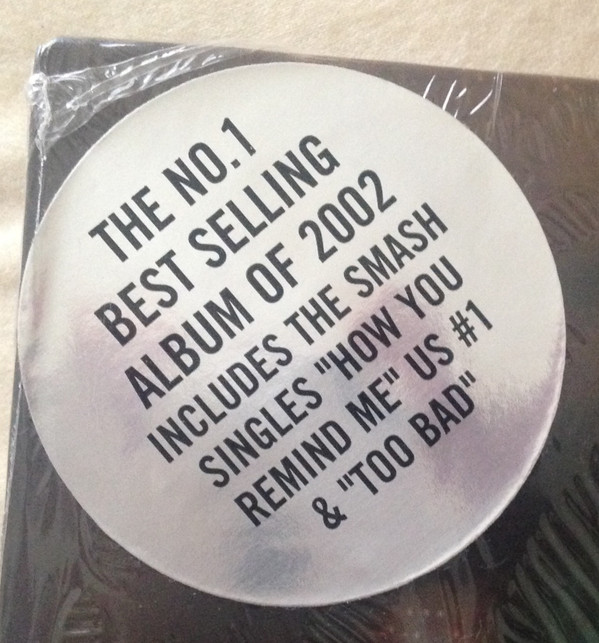 THE NO.1
BEST SELLING
ALBUM OF 2002
INCLUDES THE SMASH
SINGLES "HOW YOU
REMIND ME" US #1
& "TOO BAD"